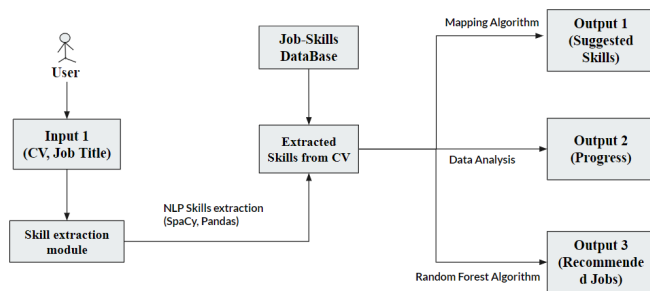 User
Input 1
(CV, Job Title)
Skill extraction
module
NLP Skills extraction
(SpaCy, Pandas)
Job-Skills
DataBase
Extracted
Skills from CV
Mapping Algorithm
Data Analysis
Random Forest Algorithm
Output 1
(Suggested
Skills)
Output 2
(Progress)
Output 3
(Recommende
d Jobs)